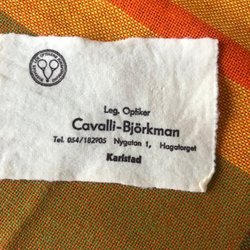 Leg. Optiker
Cavalli-Björkman
Tel. 054/182905 Nygatan 1, Hagatorget
Karlstad